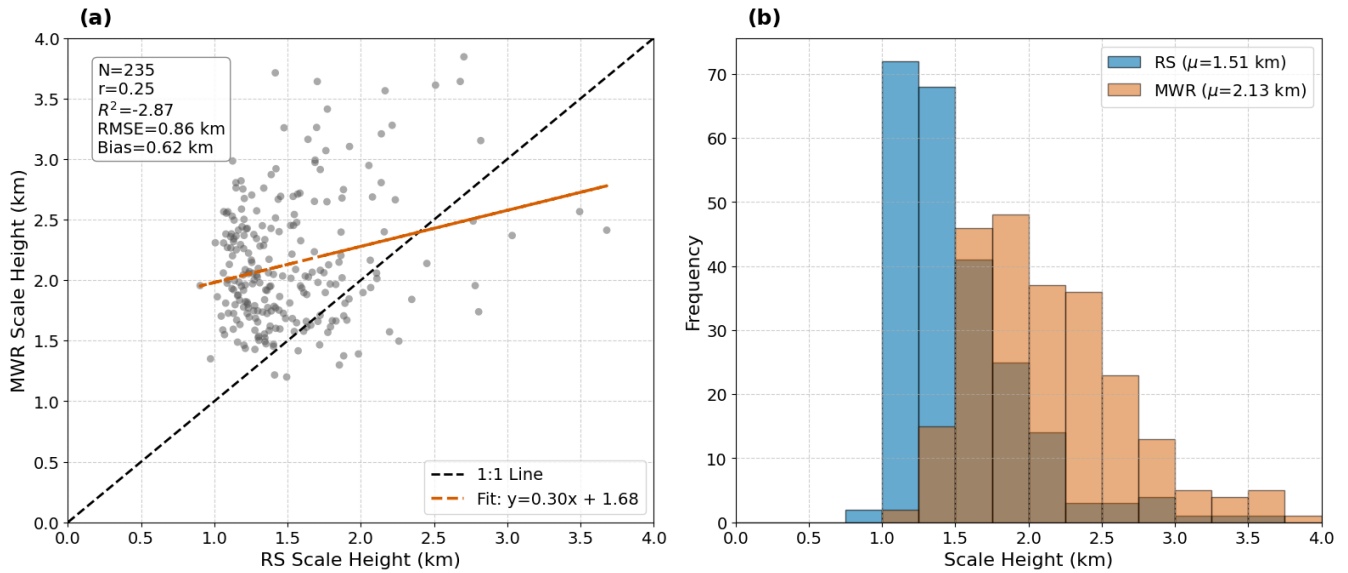 (a)
4.0
3.5
3.0
2.5
2.0
1.5
1.0
0.5
0.0
MWR Scale Height (km)
N=235
r=0.25
R²=-2.87
RMSE=0.86 km
Bias=0.62 km
1:1 Line
Fit: y=0.30x + 1.68
0.0 0.5 1.0 1.5 2.0 2.5 3.0 3.5 4.0
RS Scale Height (km)
(b)
70
60
50
40
30
20
10
0
Frequency
RS (μ=1.51 km)
MWR (μ=2.13 km)
0.0 0.5 1.0 1.5 2.0 2.5 3.0 3.5 4.0
Scale Height (km)